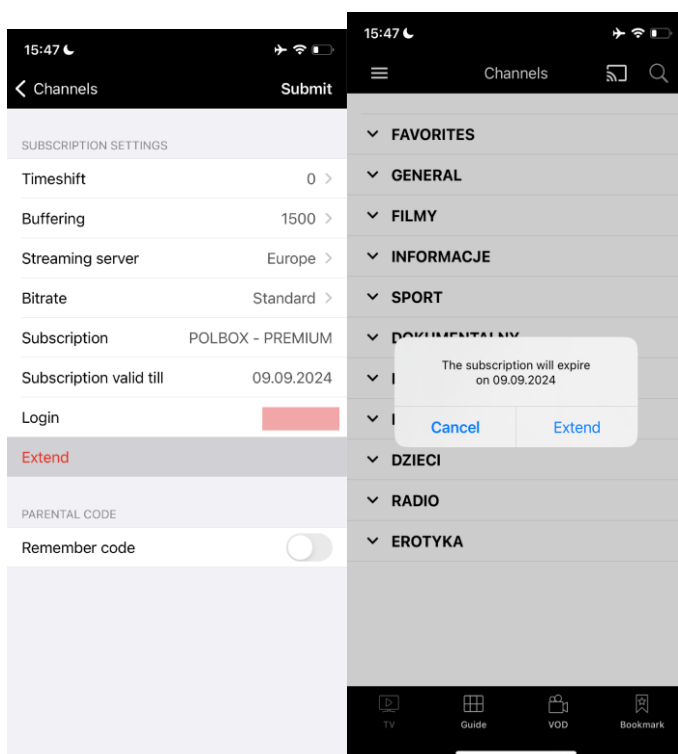 15:47
Channels
Submit
SUBSCRIPTION SETTINGS
Timeshift 0
Buffering 1500
Streaming server Europe
Bitrate Standard
Subscription POLBOX - PREMIUM
Subscription valid till 09.09.2024
Login
Extend
PARENTAL CODE
Remember code
15:47
Channels
FAVORITES
GENERAL
FILMY
INFORMACJE
SPORT
The subscription will expire
on 09.09.2024
Cancel Extend
DZIECI
RADIO
EROTYKA
TV Guide VOD Bookmark